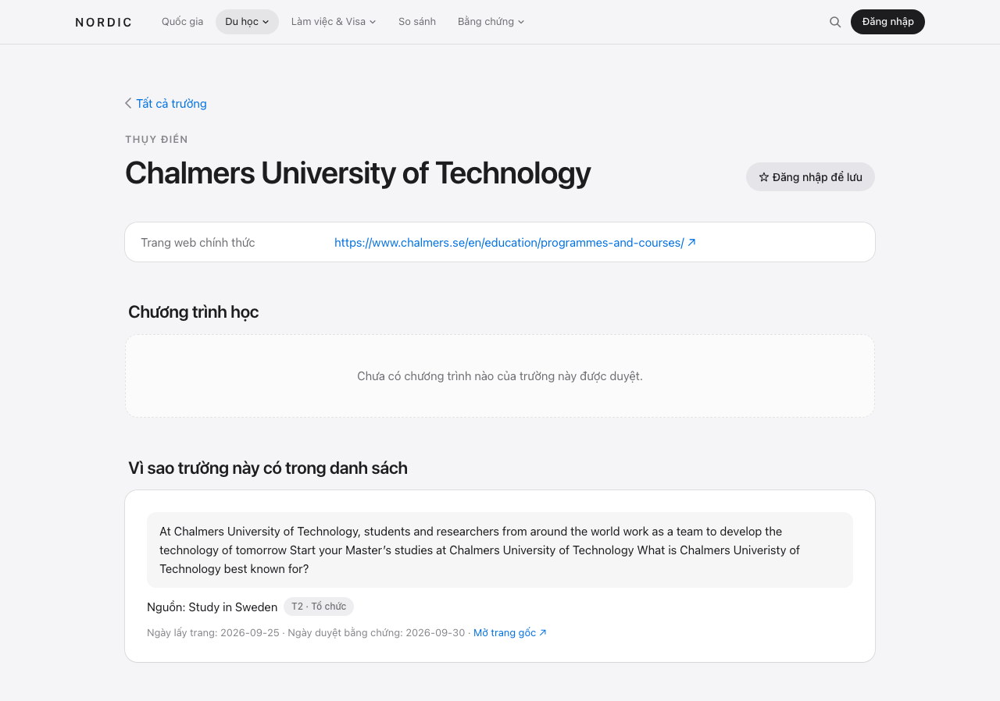 NORDIC
Quốc gia
Du học
Làm việc & Visa
So sánh
Bằng chứng
Đăng nhập
Tất cả trường
THỤY ĐIỂN
Chalmers University of Technology
Đăng nhập để lưu
Trang web chính thức
https://www.chalmers.se/en/education/programmes-and-courses/
Chương trình học
Chưa có chương trình nào của trường này được duyệt.
Vì sao trường này có trong danh sách
At Chalmers University of Technology, students and researchers from around the world work as a team to develop the
technology of tomorrow Start your Master's studies at Chalmers University of Technology What is Chalmers Univeristy of
Technology best known for?
Nguồn: Study in Sweden
T2 · Tổ chức
Ngày lấy trang: 2026-09-25 · Ngày duyệt bằng chứng: 2026-09-30 · Mở trang gốc